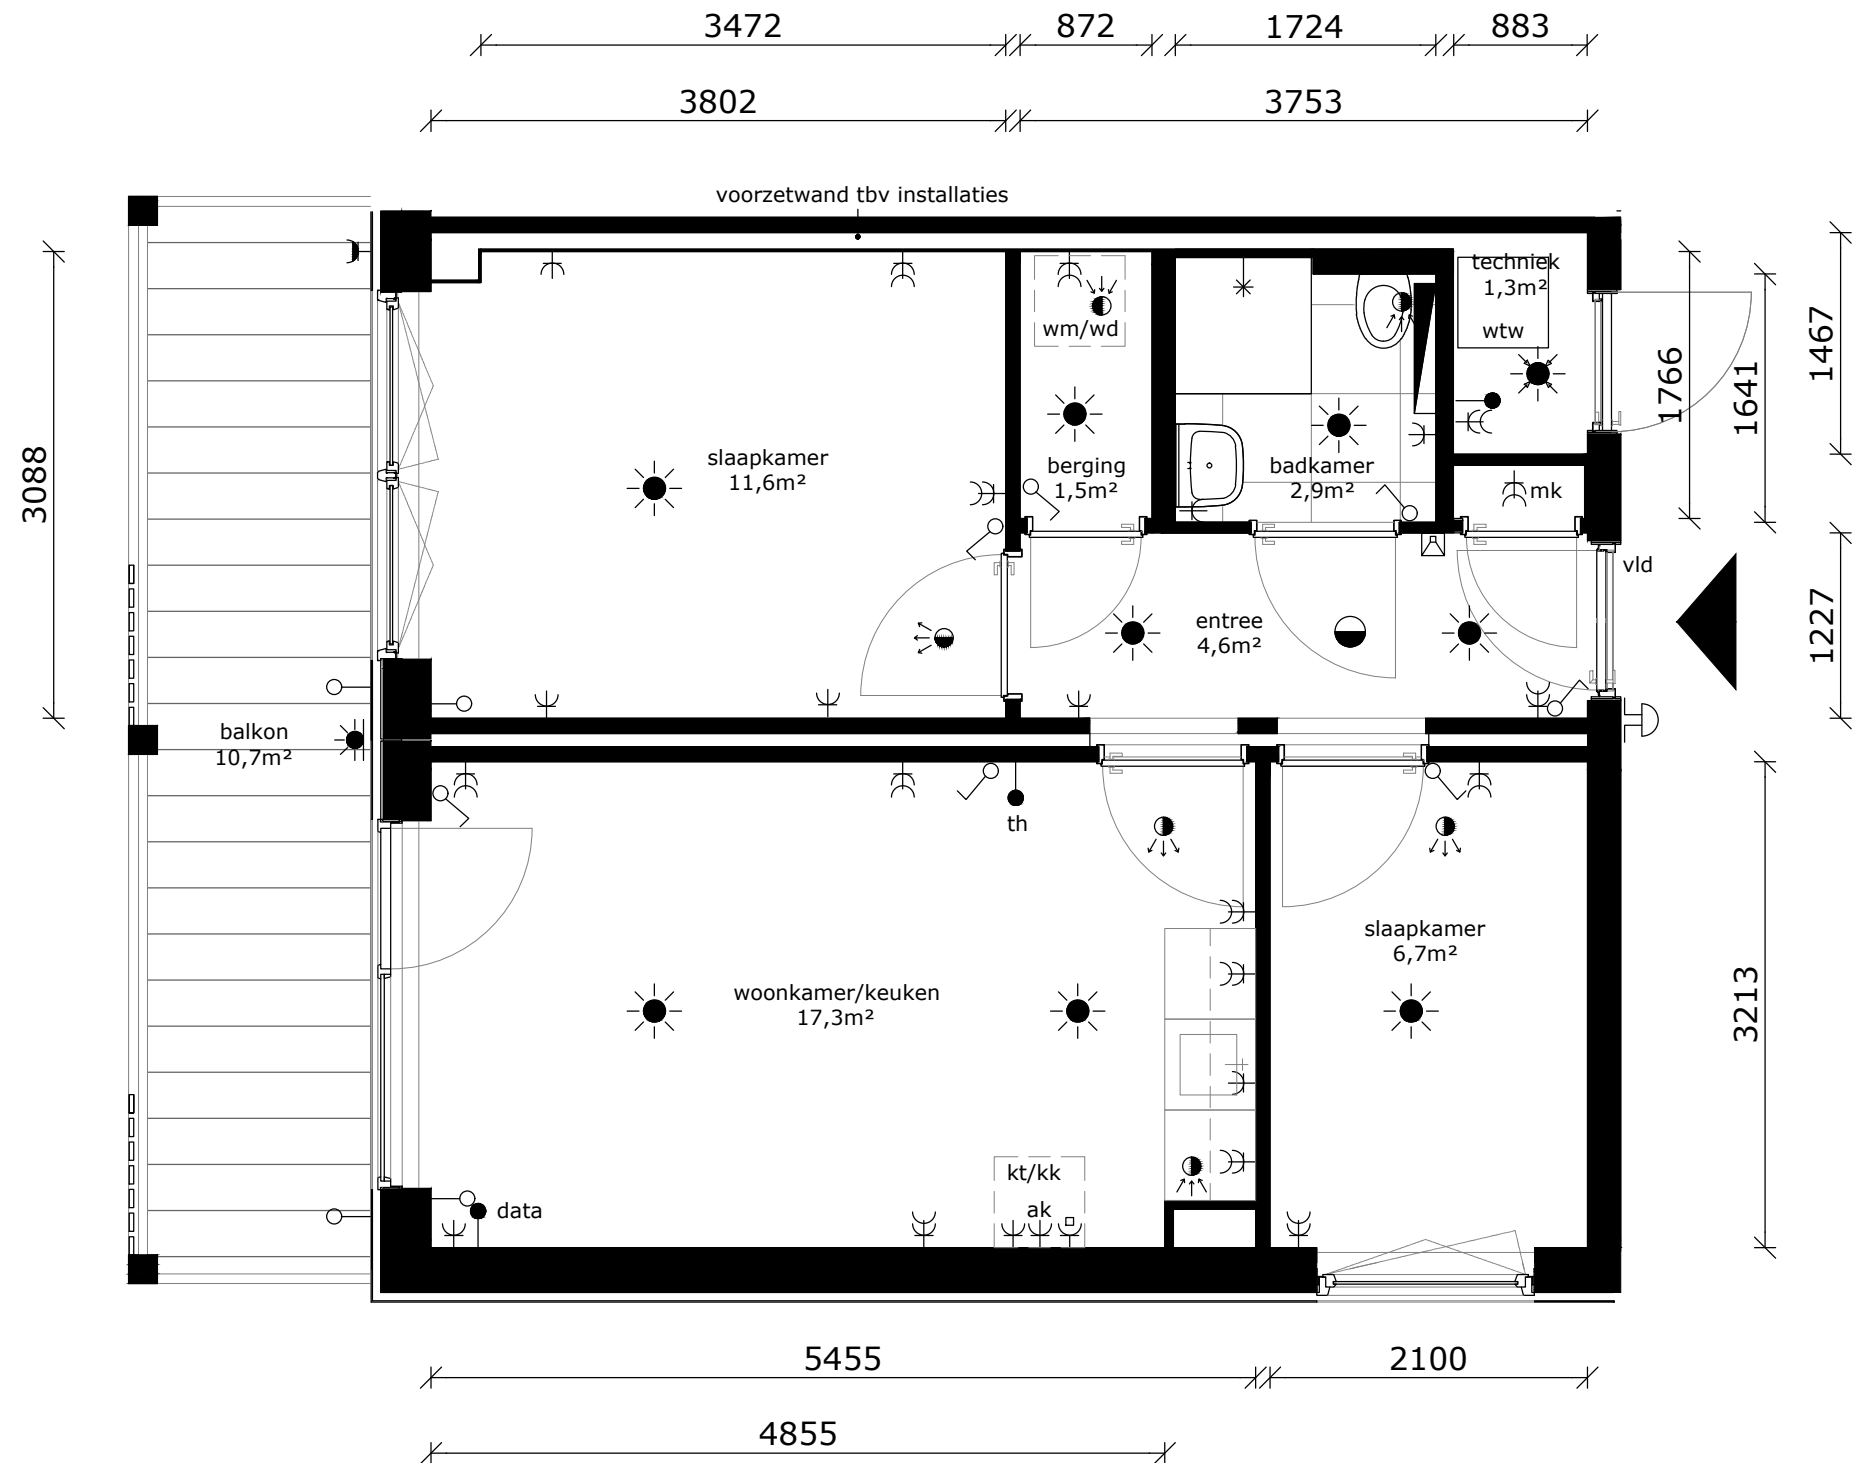 3472
872
1724
883
3802
3753
voorzetwand tbv installaties
techniek
1,3m²
wtw
wm/wd
1467
1766
1641
3088
slaapkamer
11,6m²
berging
1,5m²
badkamer
2,9m²
mk
vld
entree
4,6m²
1227
balkon
10,7m²
th
slaapkamer
6,7m²
woonkamer/keuken
17,3m²
3213
kt/kk
ak
data
5455
2100
4855